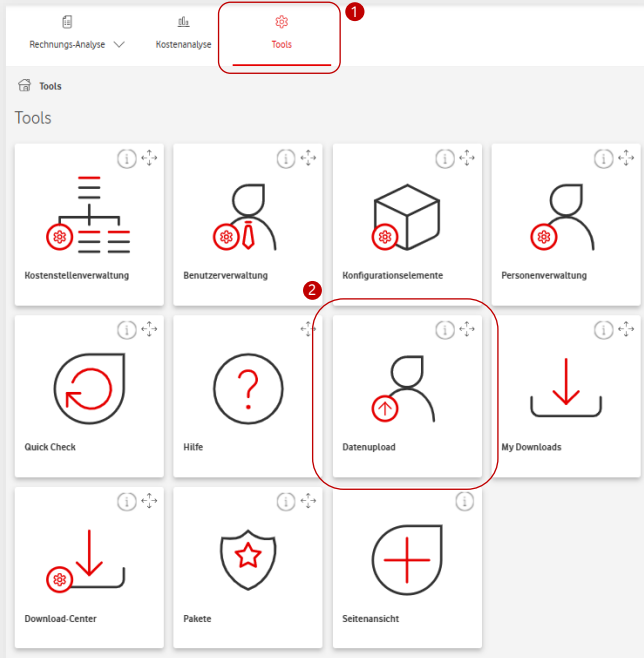 1
Rechnungs-Analyse Kostenanalyse Tools
Tools
Tools
Kostenstellenverwaltung Benutzerverwaltung Konfigurationselemente Personenverwaltung
2
Quick Check Hilfe Datenupload My Downloads
Download-Center Pakete Seitenansicht